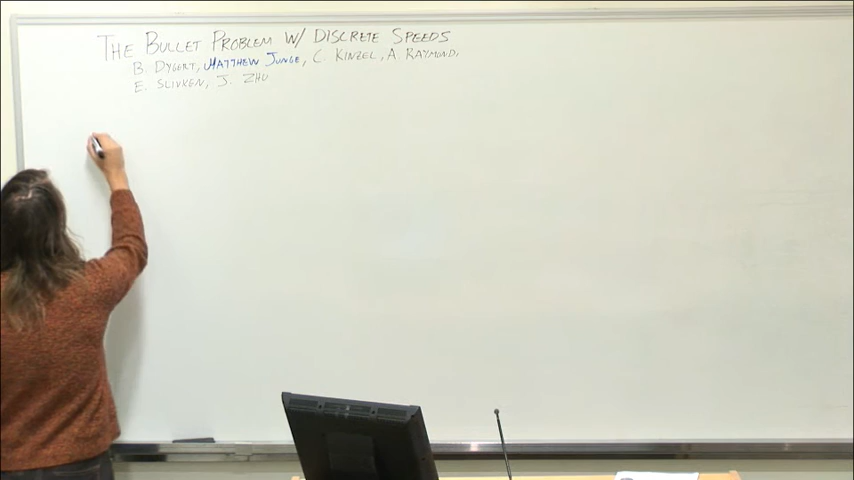 THE BULLET PROBLEM W/ DISCRETE SPEEDS
B. DYGERT, MATTHEW JUNGE, C. KINZEL, A. RAYMOND,
E. SLIVKEN, J. ZHU